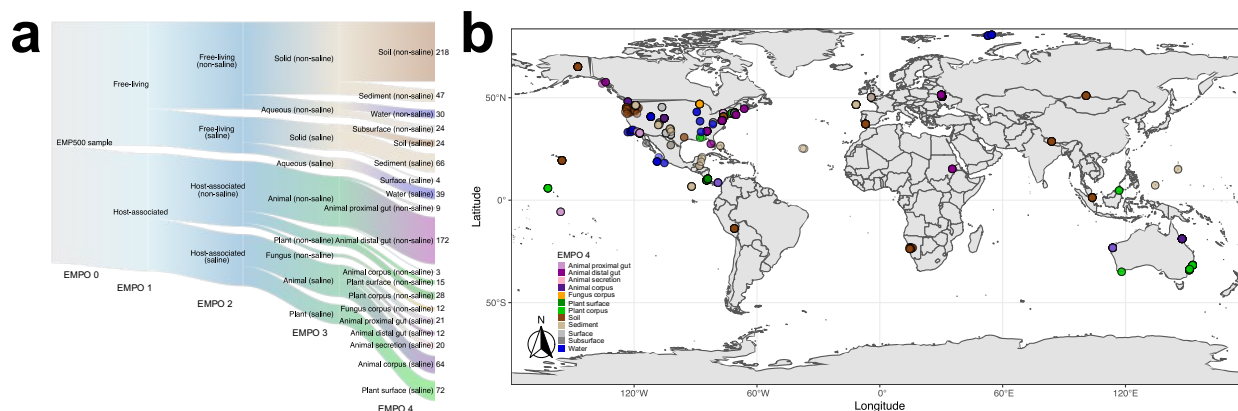 a
EMP500 sample
EMPO 0
Free-living
Host-associated
EMPO 1
Free-living
(non-saline)
Free-living
(saline)
Host-associated
(non-saline)
Host-associated
(saline)
EMPO 2
Solid (non-saline)
Aqueous (non-saline)
Solid (saline)
Aqueous (saline)
Animal (non-saline)
Plant (non-saline)
Fungus (non-saline)
Animal (saline)
Plant (saline)
EMPO 3
Soil (non-saline) 218
Sediment (non-saline) 47
Water (non-saline) 30
Subsurface (non-saline) 24
Soil (saline) 24
Sediment (saline) 66
Surface (saline) 4
Water (saline) 39
Animal proximal gut (non-saline) 9
Animal distal gut (non-saline) 172
Animal corpus (non-saline) 3
Plant surface (non-saline) 15
Plant corpus (non-saline) 28
Fungus corpus (non-saline) 12
Animal proximal gut (saline) 21
Animal distal gut (saline) 12
Animal secretion (saline) 20
Animal corpus (saline) 64
Plant surface (saline) 72
EMPO 4
b
Latitude
50°N
0°
50°S
EMPO 4
Animal proximal gut
Animal distal gut
Animal secretion
Animal corpus
Fungus corpus
Plant surface
Plant corpus
Soil
Sediment
Surface
Subsurface
Water
N
120°W
60°W
0°
60°E
120°E
Longitude